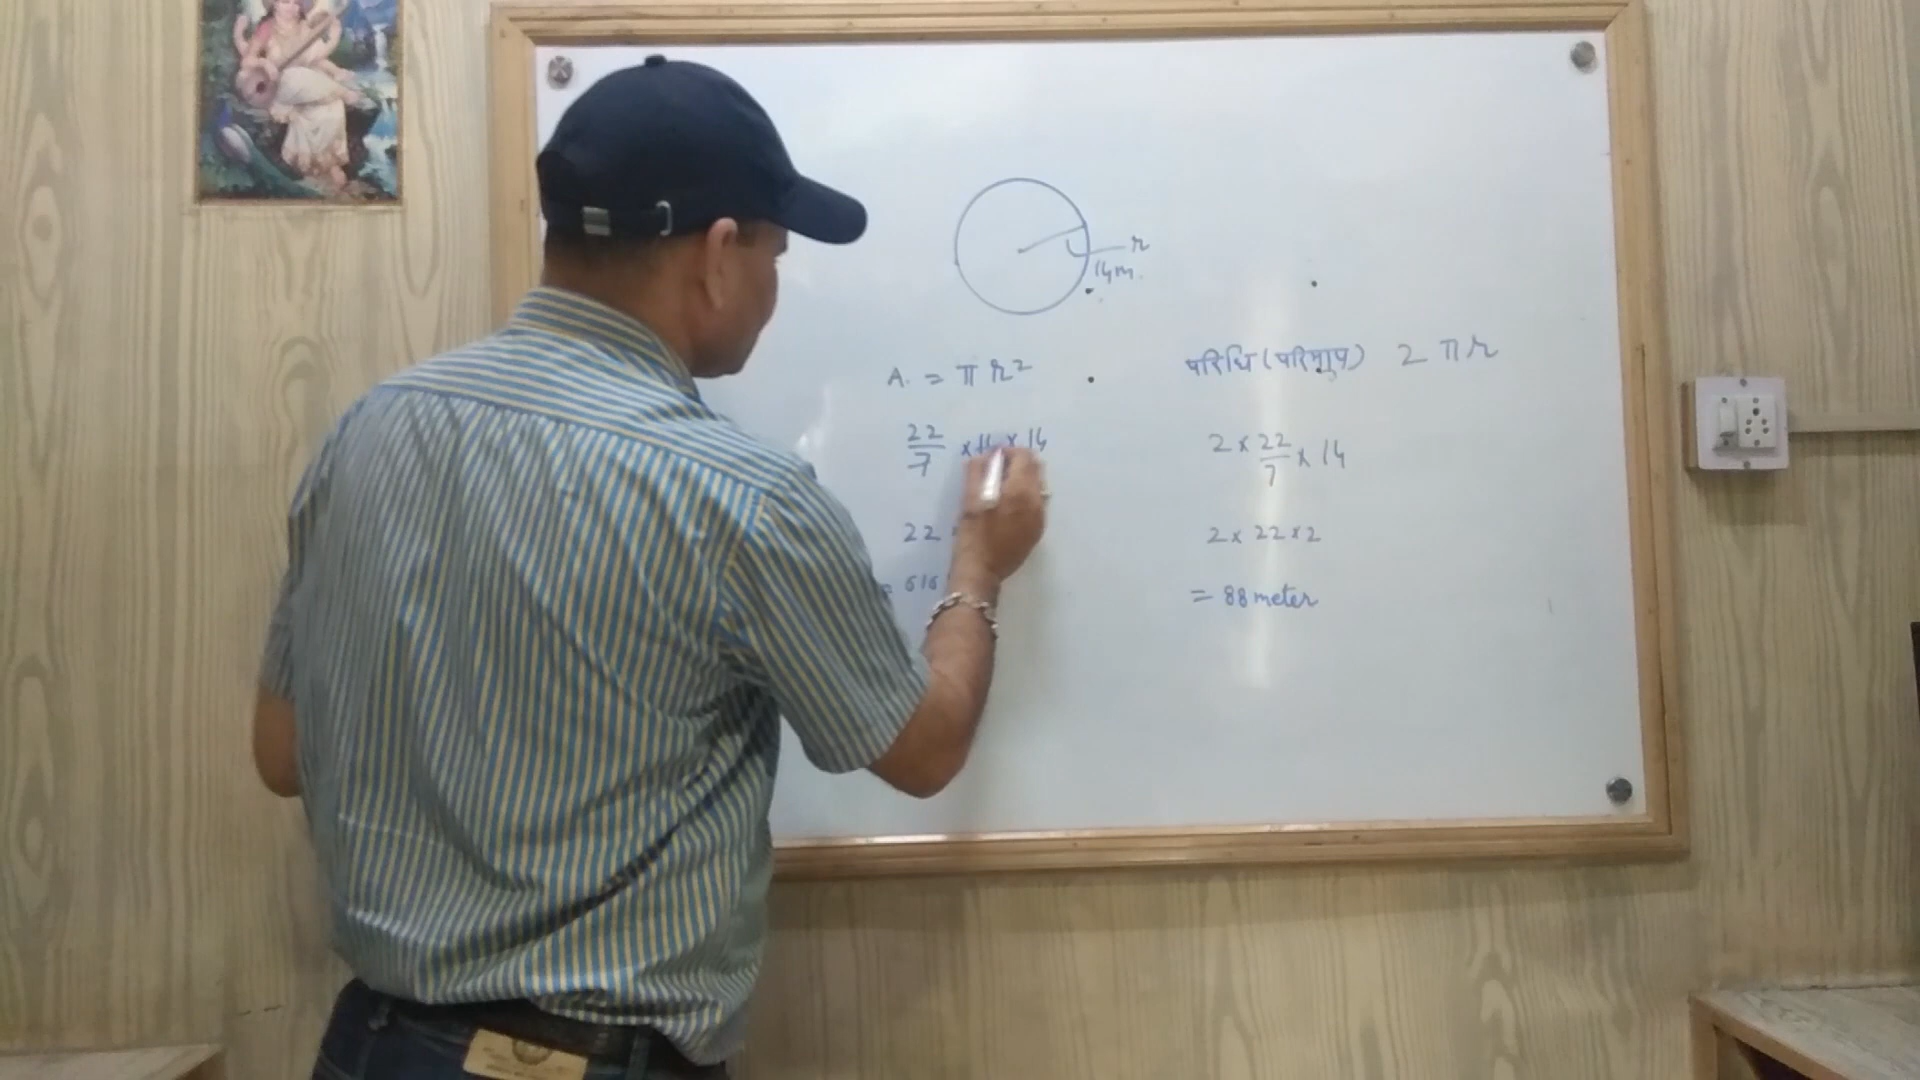 r
14m.
A. = π r²
परिधि (परिमाप) 2 π r
22/7 × 14 × 14
2 × 22/7 × 14
22
2 × 22 × 2
= 616
= 88 meter